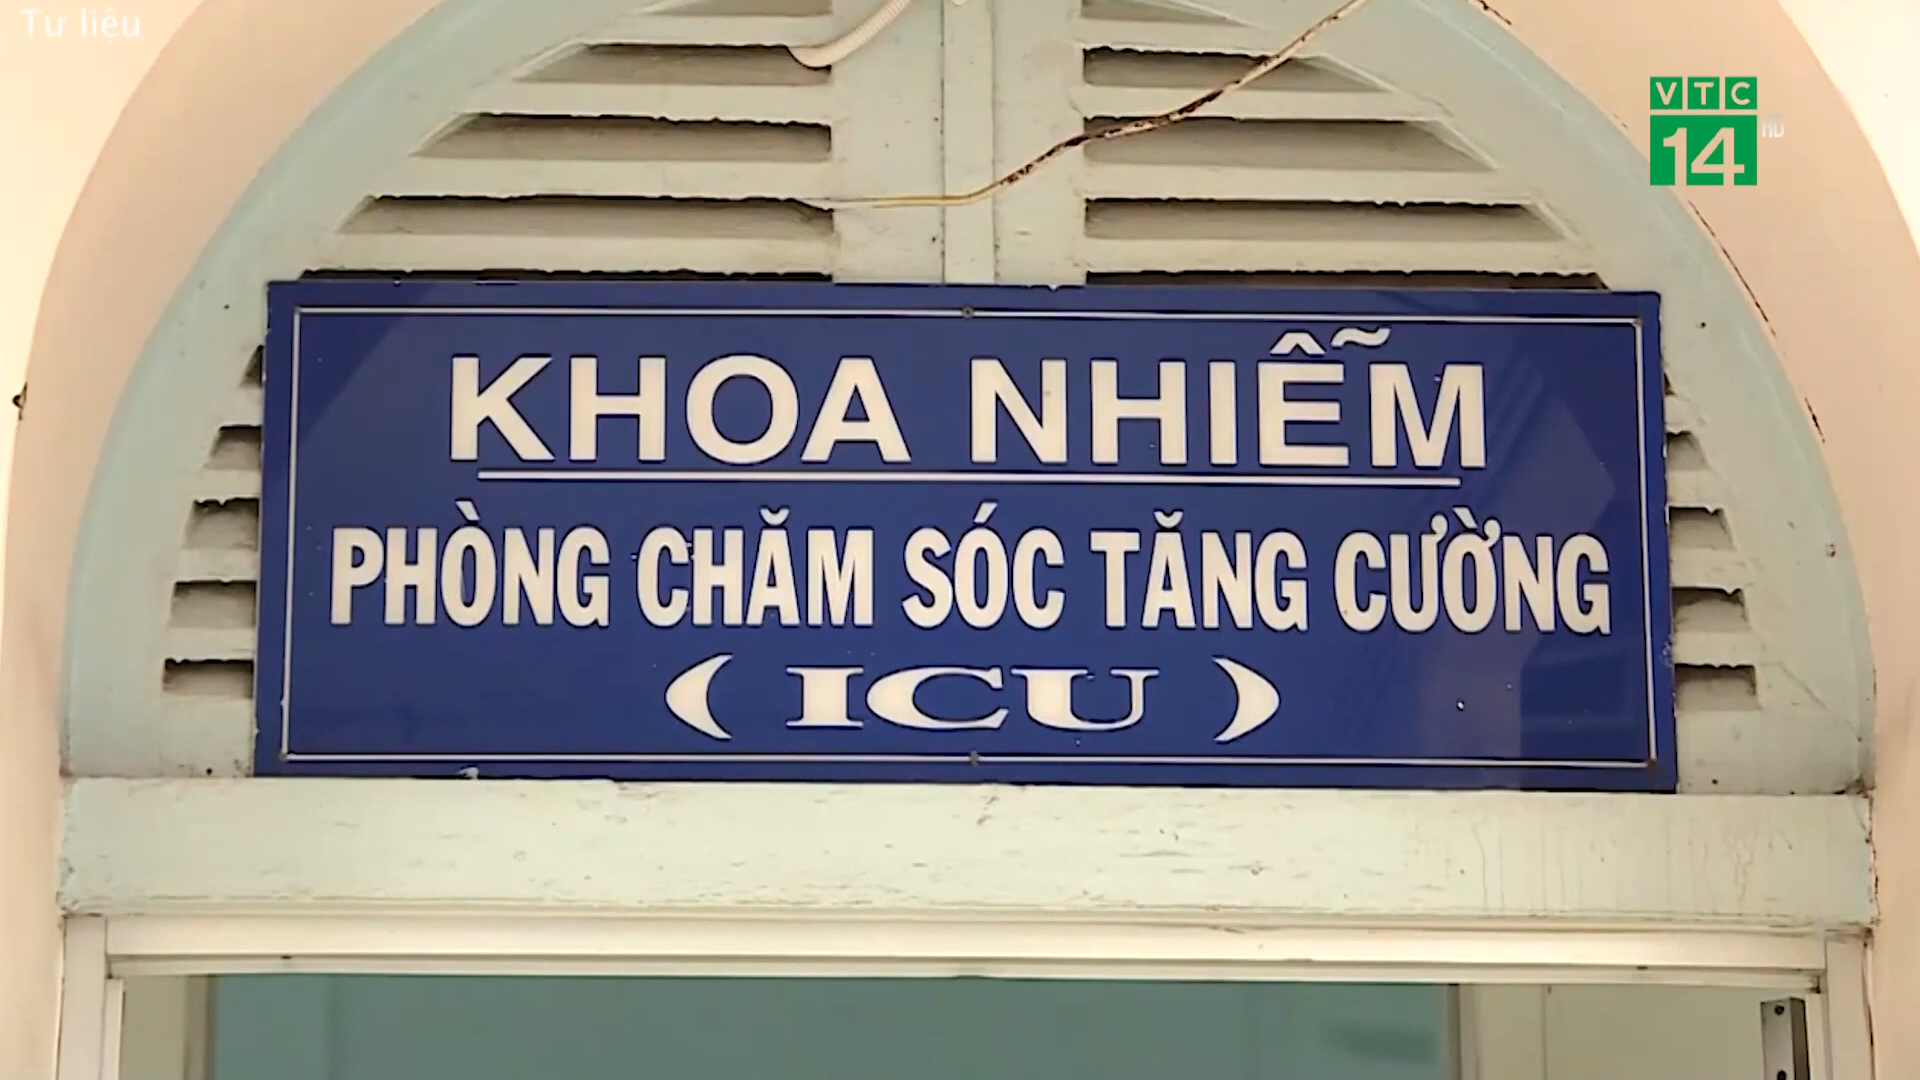 Tư liệu
VTC
14 HD
KHOA NHIỄM
PHÒNG CHĂM SÓC TĂNG CƯỜNG
( ICU )